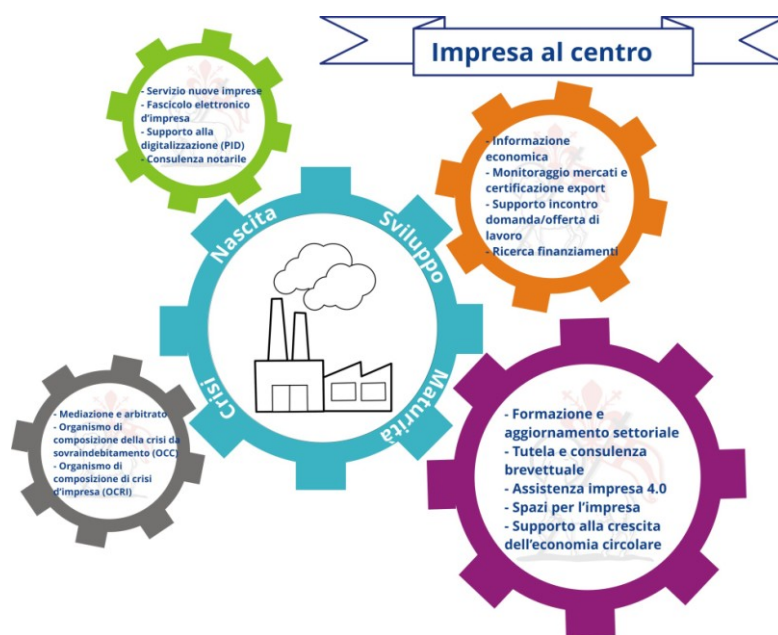 Impresa al centro
- Servizio nuove imprese
- Fascicolo elettronico
d'impresa
- Supporto alla
digitalizzazione (PID)
- Consulenza notarile
- Informazione
economica
- Monitoraggio mercati e
certificazione export
- Supporto incontro
domanda/offerta di
lavoro
- Ricerca finanziamenti
Nascita
Sviluppo
Crisi
Maturità
- Mediazione e arbitrato
- Organismo di
composizione della crisi da
sovraindebitamento (OCC)
- Organismo di
composizione di crisi
d'impresa (OCRI)
- Formazione e
aggiornamento settoriale
- Tutela e consulenza
brevettuale
- Assistenza impresa 4.0
- Spazi per l'impresa
- Supporto alla crescita
dell'economia circolare